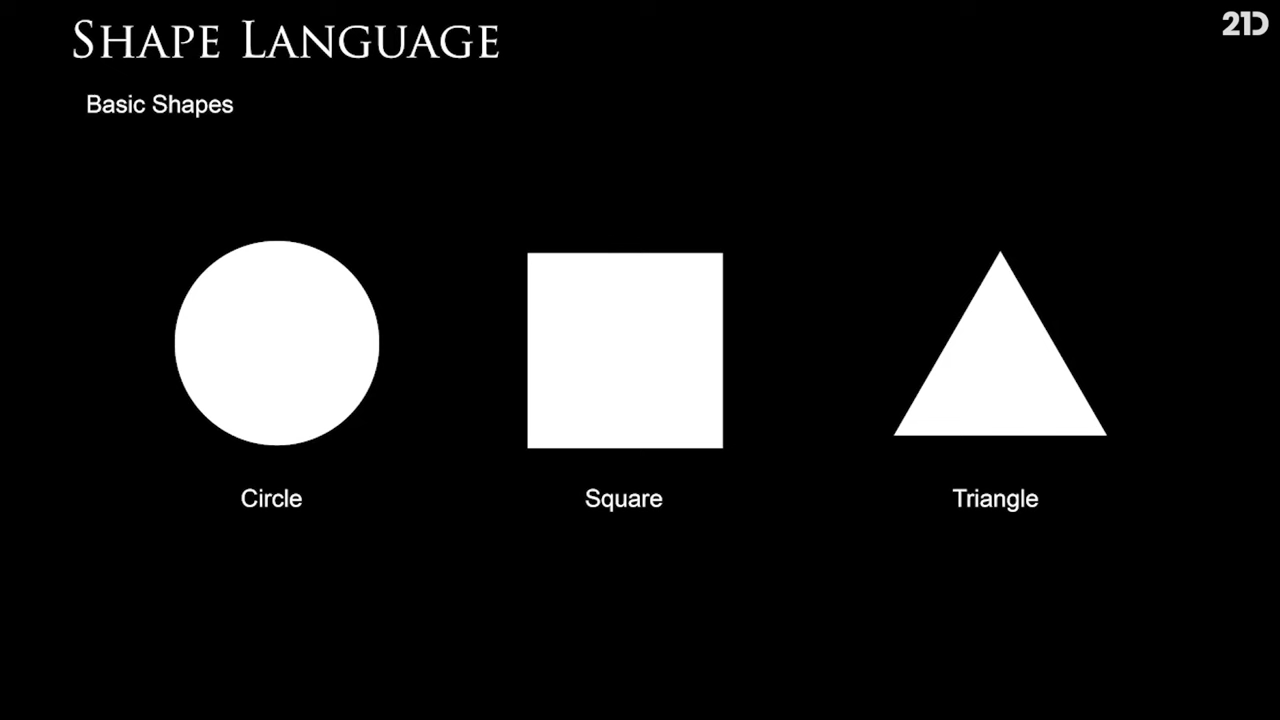 SHAPE LANGUAGE
21D
Basic Shapes
Circle
Square
Triangle